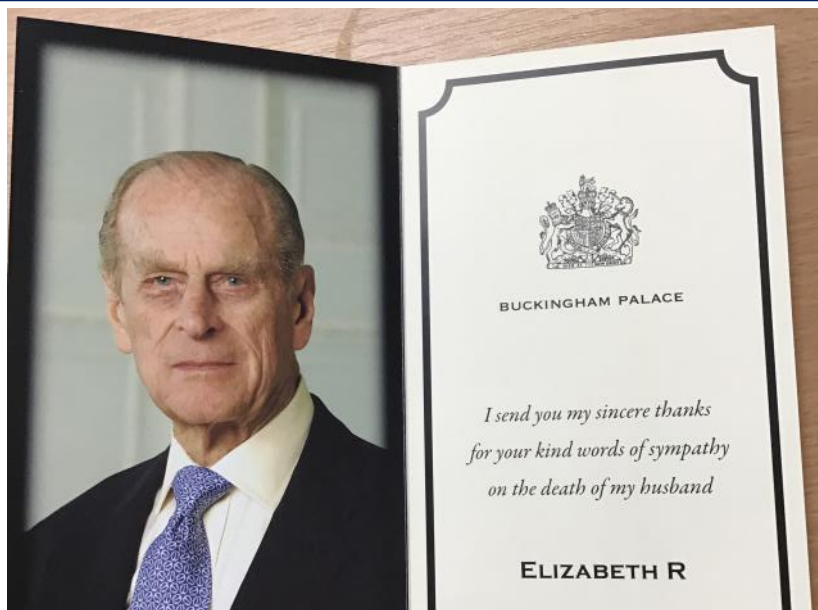 BUCKINGHAM PALACE
I send you my sincere thanks
for your kind words of sympathy
on the death of my husband
ELIZABETH R